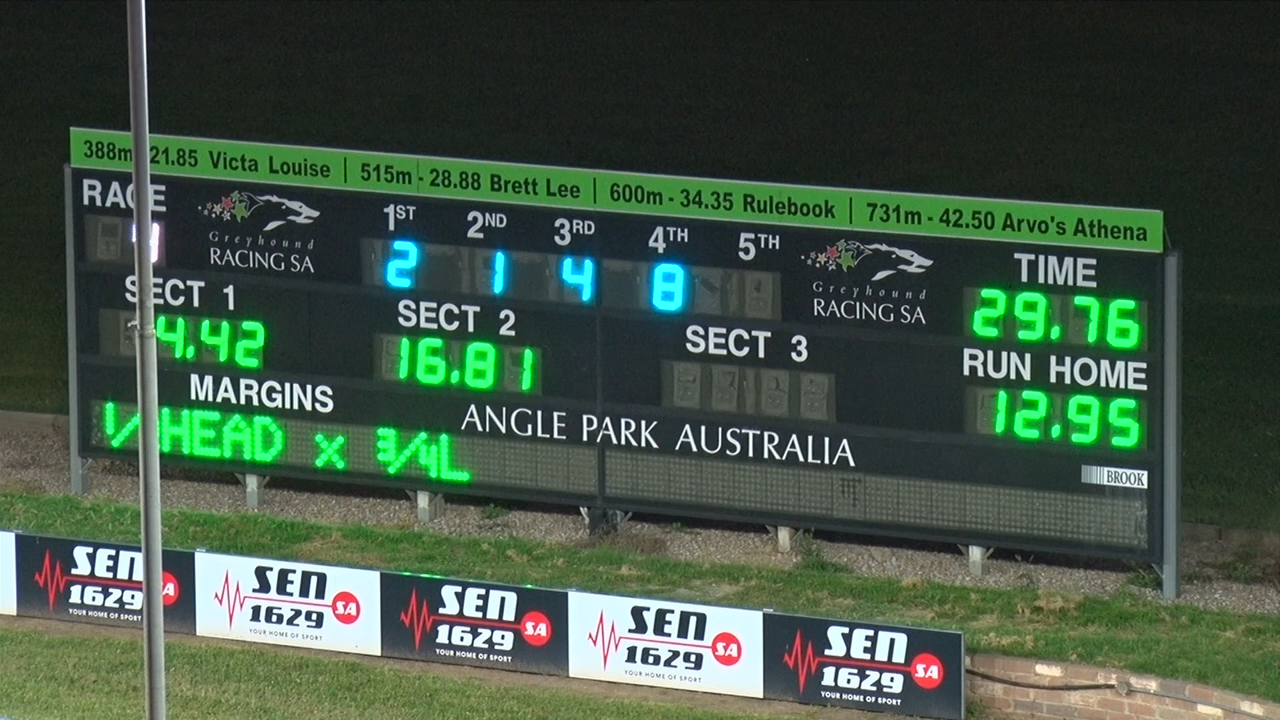 388m 21.85 Victa Louise | 515m - 28.88 Brett Lee | 600m - 34.35 Rulebook | 731m - 42.50 Arvo's Athena
RACE
Greyhound
RACING SA
1ST 2ND 3RD 4TH 5TH
2 1 4 8
Greyhound
RACING SA
TIME
29.76
SECT 1
4.42
SECT 2
16.81
SECT 3
RUN HOME
12.95
MARGINS
HEAD x 3/4L
ANGLE PARK AUSTRALIA
BROOK
SEN
1629 SA
YOUR HOME OF SPORT
SEN
1629 SA
YOUR HOME OF SPORT
SEN
1629 SA
YOUR HOME OF SPORT
SEN
1629 SA
YOUR HOME OF SPORT
SEN
1629 SA
YOUR HOME OF SPORT